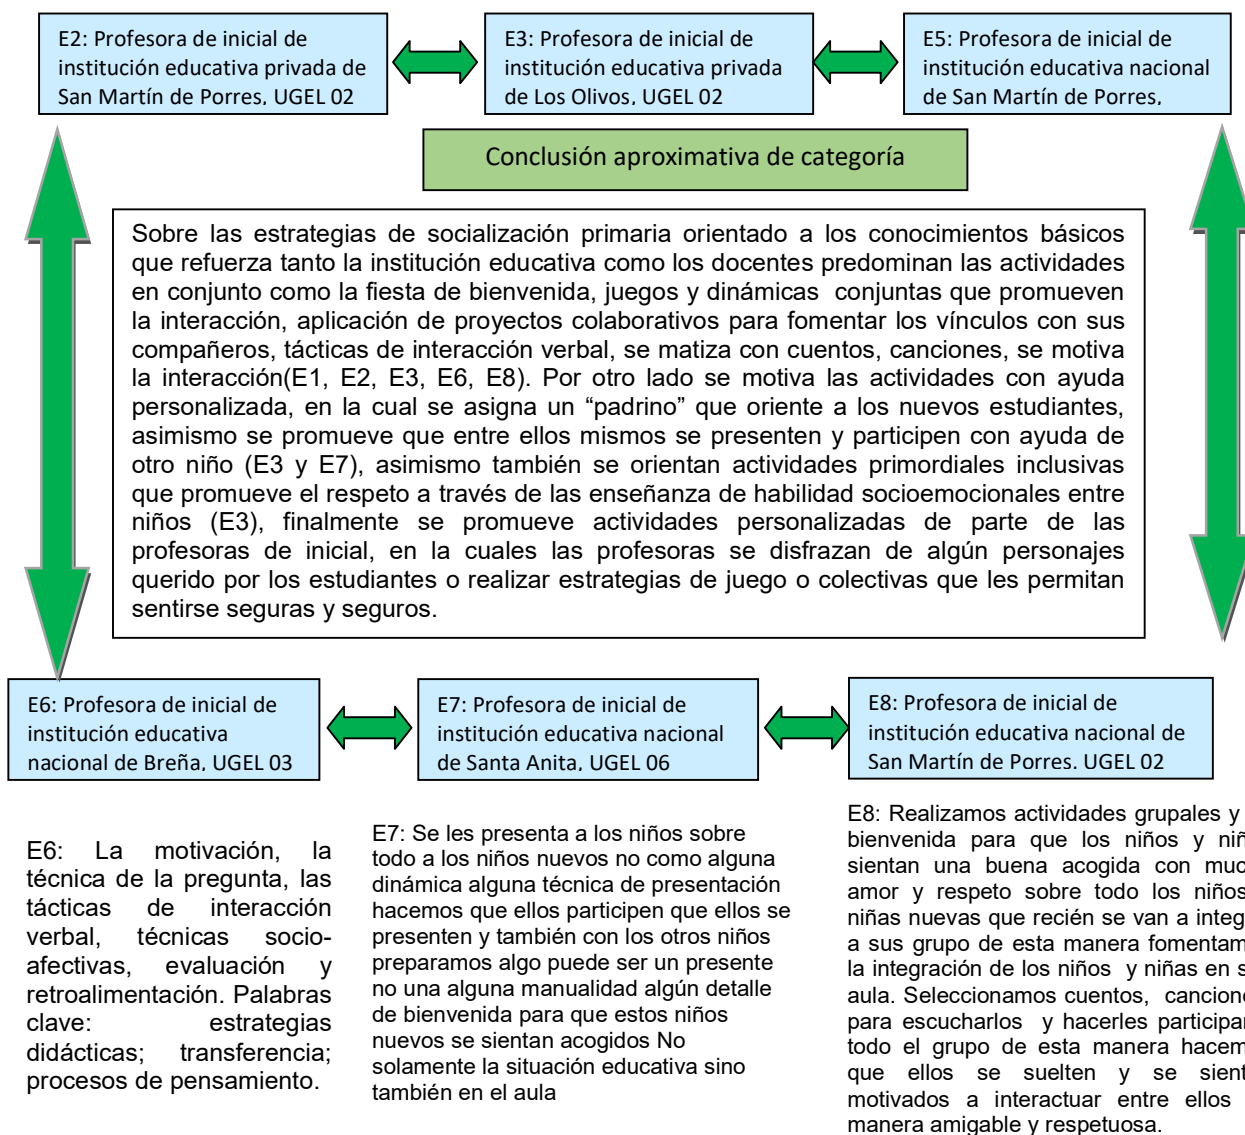 E2: Profesora de inicial de
institución educativa privada de
San Martín de Porres, UGEL 02
E3: Profesora de inicial de
institución educativa privada
de Los Olivos, UGEL 02
E5: Profesora de inicial de
institución educativa nacional
de San Martín de Porres,
Conclusión aproximativa de categoría
Sobre las estrategias de socialización primaria orientado a los conocimientos básicos
que refuerza tanto la institución educativa como los docentes predominan las actividades
en conjunto como la fiesta de bienvenida, juegos y dinámicas conjuntas que promueven
la interacción, aplicación de proyectos colaborativos para fomentar los vínculos con sus
compañeros, tácticas de interacción verbal, se matiza con cuentos, canciones, se motiva
la interacción(E1, E2, E3, E6, E8). Por otro lado se motiva las actividades con ayuda
personalizada, en la cual se asigna un “padrino” que oriente a los nuevos estudiantes,
asimismo se promueve que entre ellos mismos se presenten y participen con ayuda de
otro niño (E3 y E7), asimismo también se orientan actividades primordiales inclusivas
que promueve el respeto a través de las enseñanza de habilidad socioemocionales entre
niños (E3), finalmente se promueve actividades personalizadas de parte de las
profesoras de inicial, en la cuales las profesoras se disfrazan de algún personajes
querido por los estudiantes o realizar estrategias de juego o colectivas que les permitan
sentirse seguras y seguros.
E6: Profesora de inicial de
institución educativa
nacional de Breña, UGEL 03
E7: Profesora de inicial de
institución educativa nacional
de Santa Anita, UGEL 06
E8: Profesora de inicial de
institución educativa nacional de
San Martín de Porres. UGEL 02
E6: La motivación, la
técnica de la pregunta, las
tácticas de interacción
verbal, técnicas socio-
afectivas, evaluación y
retroalimentación. Palabras
clave: estrategias
didácticas; transferencia;
procesos de pensamiento.
E7: Se les presenta a los niños sobre
todo a los niños nuevos no como alguna
dinámica alguna técnica de presentación
hacemos que ellos participen que ellos se
presenten y también con los otros niños
preparamos algo puede ser un presente
no una alguna manualidad algún detalle
de bienvenida para que estos niños
nuevos se sientan acogidos No
solamente la situación educativa sino
también en el aula
E8: Realizamos actividades grupales y
bienvenida para que los niños y
sientan una buena acogida con
amor y respeto sobre todo los niños
niñas nuevas que recién se van a
a sus grupo de esta manera
la integración de los niños y niñas en
aula. Seleccionamos cuentos,
para escucharlos y hacerles
todo el grupo de esta manera
que ellos se suelten y se
motivados a interactuar entre ellos
manera amigable y respetuosa.